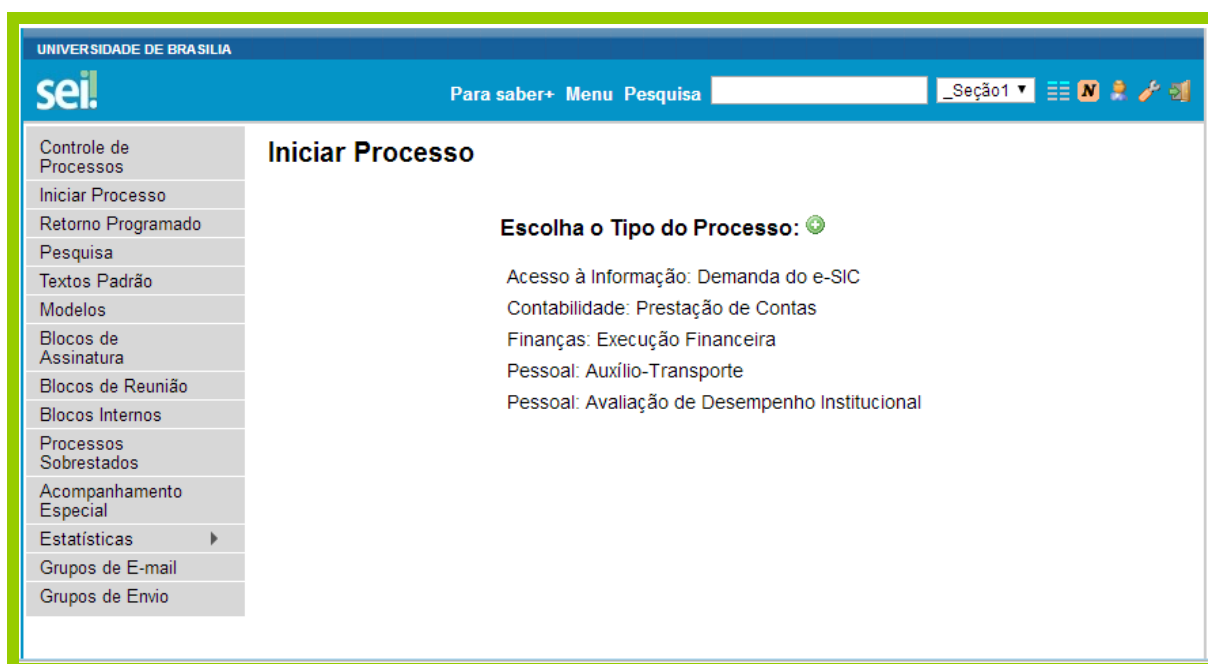 UNIVERSIDADE DE BRASILIA
sei!
Para saber+ Menu Pesquisa
_Seção1
N
Controle de
Processos
Iniciar Processo
Retorno Programado
Pesquisa
Textos Padrão
Modelos
Blocos de
Assinatura
Blocos de Reunião
Blocos Internos
Processos
Sobrestados
Acompanhamento
Especial
Estatísticas
Grupos de E-mail
Grupos de Envio
Iniciar Processo
Escolha o Tipo do Processo:
Acesso à Informação: Demanda do e-SIC
Contabilidade: Prestação de Contas
Finanças: Execução Financeira
Pessoal: Auxílio-Transporte
Pessoal: Avaliação de Desempenho Institucional